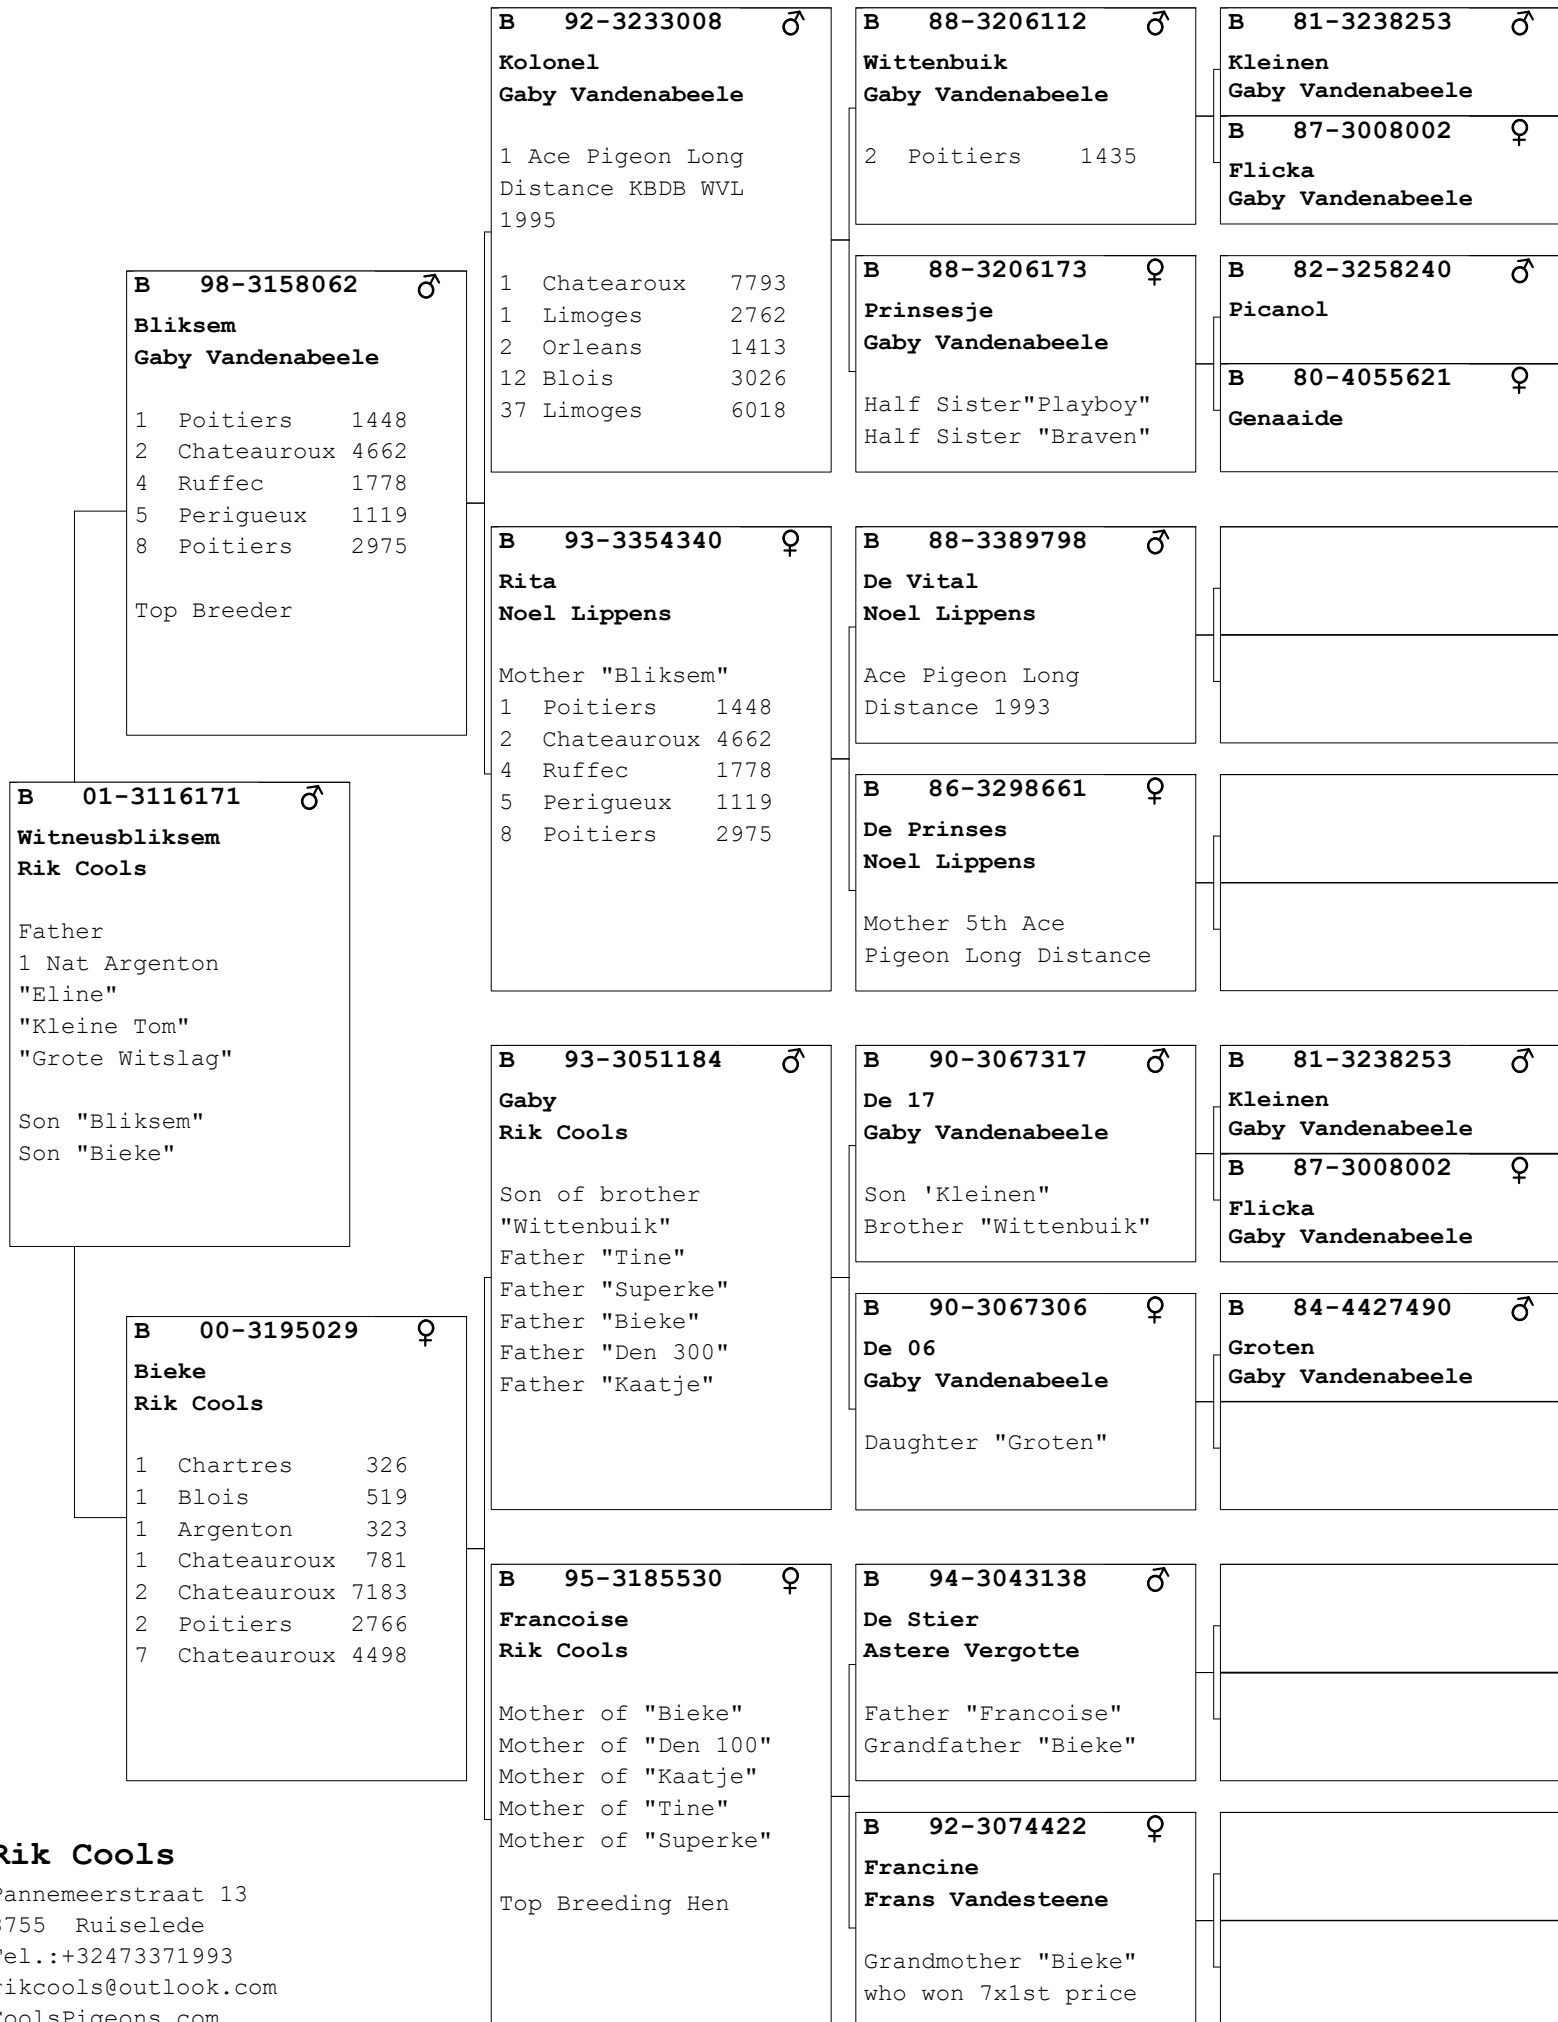 B 01-3116171 ♂
Witneusbliksem
Rik Cools
Father
1 Nat Argenton
"Eline"
"Kleine Tom"
"Grote Witslag"
Son "Bliksem"
Son "Bieke"
B 98-3158062 ♂
Bliksem
Gaby Vandenabeele
1 Poitiers 1448
2 Chateauroux 4662
4 Ruffec 1778
5 Perigueux 1119
8 Poitiers 2975
Top Breeder
B 00-3195029 ♀
Bieke
Rik Cools
1 Chartres 326
1 Blois 519
1 Argenton 323
1 Chateauroux 781
2 Chateauroux 7183
2 Poitiers 2766
7 Chateauroux 4498
B 92-3233008 ♂
Kolonel
Gaby Vandenabeele
1 Ace Pigeon Long
Distance KBDB WVL
1995
1 Chatearoux 7793
1 Limoges 2762
2 Orleans 1413
12 Blois 3026
37 Limoges 6018
B 93-3354340 ♀
Rita
Noel Lippens
Mother "Bliksem"
1 Poitiers 1448
2 Chateauroux 4662
4 Ruffec 1778
5 Perigueux 1119
8 Poitiers 2975
B 93-3051184 ♂
Gaby
Rik Cools
Son of brother
"Wittenbuik"
Father "Tine"
Father "Superke"
Father "Bieke"
Father "Den 300"
Father "Kaatje"
B 95-3185530 ♀
Francoise
Rik Cools
Mother of "Bieke"
Mother of "Den 100"
Mother of "Kaatje"
Mother of "Tine"
Mother of "Superke"
Top Breeding Hen
B 88-3206112 ♂
Wittenbuik
Gaby Vandenabeele
2 Poitiers 1435
B 88-3206173 ♀
Prinsesje
Gaby Vandenabeele
Half Sister"Playboy"
Half Sister "Braven"
B 88-3389798 ♂
De Vital
Noel Lippens
Ace Pigeon Long
Distance 1993
B 86-3298661 ♀
De Prinses
Noel Lippens
Mother 5th Ace
Pigeon Long Distance
B 90-3067317 ♂
De 17
Gaby Vandenabeele
Son 'Kleinen"
Brother "Wittenbuik"
B 90-3067306 ♀
De 06
Gaby Vandenabeele
Daughter "Groten"
B 94-3043138 ♂
De Stier
Astere Vergotte
Father "Francoise"
Grandfather "Bieke"
B 92-3074422 ♀
Francine
Frans Vandesteene
Grandmother "Bieke"
who won 7x1st price
B 81-3238253 ♂
Kleinen
Gaby Vandenabeele
B 87-3008002 ♀
Flicka
Gaby Vandenabeele
B 82-3258240 ♂
Picanol
B 80-4055621 ♀
Genaaide
B 81-3238253 ♂
Kleinen
Gaby Vandenabeele
B 87-3008002 ♀
Flicka
Gaby Vandenabeele
B 84-4427490 ♂
Groten
Gaby Vandenabeele
Rik Cools
Pannemeerstraat 13
8755 Ruiselede
Tel.:+32473371993
rikcools@outlook.com
CoolsPigeons.com